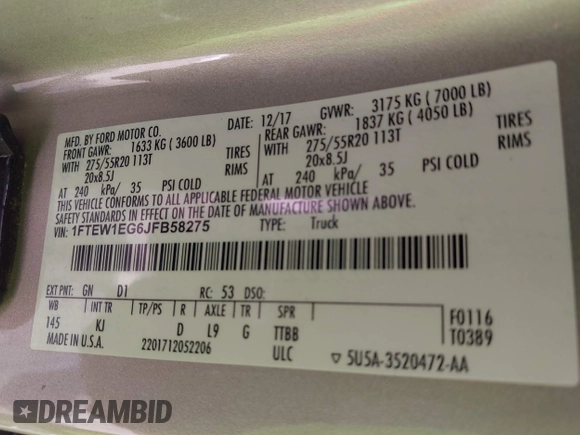 MFD. BY FORD MOTOR CO.
DATE: 12/17 GVWR: 3175 KG ( 7000 LB)
FRONT GAWR: 1633 KG ( 3600 LB) REAR GAWR: 1837 KG ( 4050 LB)
WITH 275/55R20 113T TIRES WITH 275/55R20 113T TIRES
20x8.5J RIMS 20x8.5J RIMS
AT 240 kPa/ 35 PSI COLD AT 240 kPa/ 35 PSI COLD
THIS VEHICLE CONFORMS TO ALL APPLICABLE FEDERAL MOTOR VEHICLE
SAFETY STANDARDS IN EFFECT ON THE DATE OF MANUFACTURE SHOWN ABOVE.
VIN: 1FTEW1EG6JFB58275 TYPE: Truck
EXT PNT: GN D1 RC: 53 DSO:
WB INT TR TP/PS R AXLE TR SPR F0116
145 KJ D L9 G TTBB T0389
MADE IN U.S.A. 2201712052206 ULC ▽ 5U5A-3520472-AA
DREAMBID